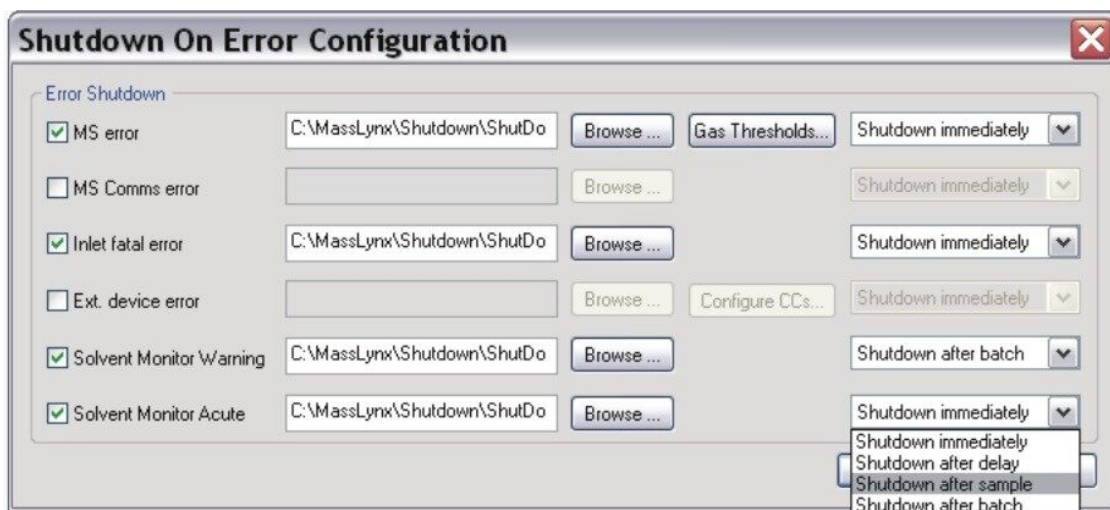 Shutdown On Error Configuration
Error Shutdown
MS error C:\MassLynx\Shutdown\ShutDo Browse ... Gas Thresholds... Shutdown immediately
MS Comms error Browse ... Shutdown immediately
Inlet fatal error C:\MassLynx\Shutdown\ShutDo Browse ... Shutdown immediately
Ext. device error Browse ... Configure CCs... Shutdown immediately
Solvent Monitor Warning C:\MassLynx\Shutdown\ShutDo Browse ... Shutdown after batch
Solvent Monitor Acute C:\MassLynx\Shutdown\ShutDo Browse ... Shutdown immediately
Shutdown immediately
Shutdown after delay
Shutdown after sample
Shutdown after batch